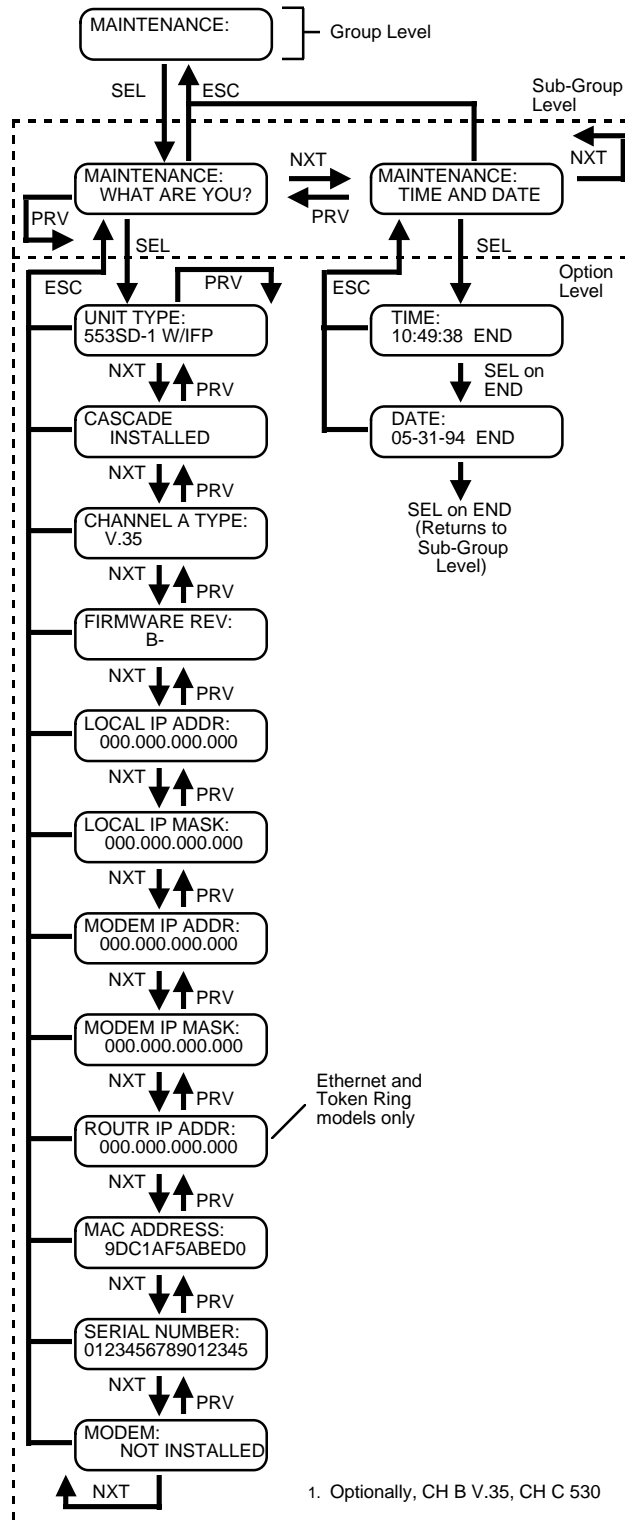 MAINTENANCE:
Group Level
SEL
ESC
Sub-Group
Level
MAINTENANCE:
WHAT ARE YOU?
NXT
PRV
MAINTENANCE:
TIME AND DATE
NXT
PRV
SEL
SEL
ESC
PRV
ESC
Option
Level
UNIT TYPE:
553SD-1 W/IFP
TIME:
10:49:38 END
NXT
PRV
SEL on
END
CASCADE
INSTALLED
DATE:
05-31-94 END
NXT
PRV
SEL on END
(Returns to
Sub-Group
Level)
CHANNEL A TYPE:
V.35
NXT
PRV
FIRMWARE REV:
B-
NXT
PRV
LOCAL IP ADDR:
000.000.000.000
NXT
PRV
LOCAL IP MASK:
000.000.000.000
NXT
PRV
MODEM IP ADDR:
000.000.000.000
NXT
PRV
MODEM IP MASK:
000.000.000.000
NXT
PRV
Ethernet and
Token Ring
models only
ROUTR IP ADDR:
000.000.000.000
NXT
PRV
MAC ADDRESS:
9DC1AF5ABED0
NXT
PRV
SERIAL NUMBER:
0123456789012345
NXT
PRV
MODEM:
NOT INSTALLED
NXT
1. Optionally, CH B V.35, CH C 530